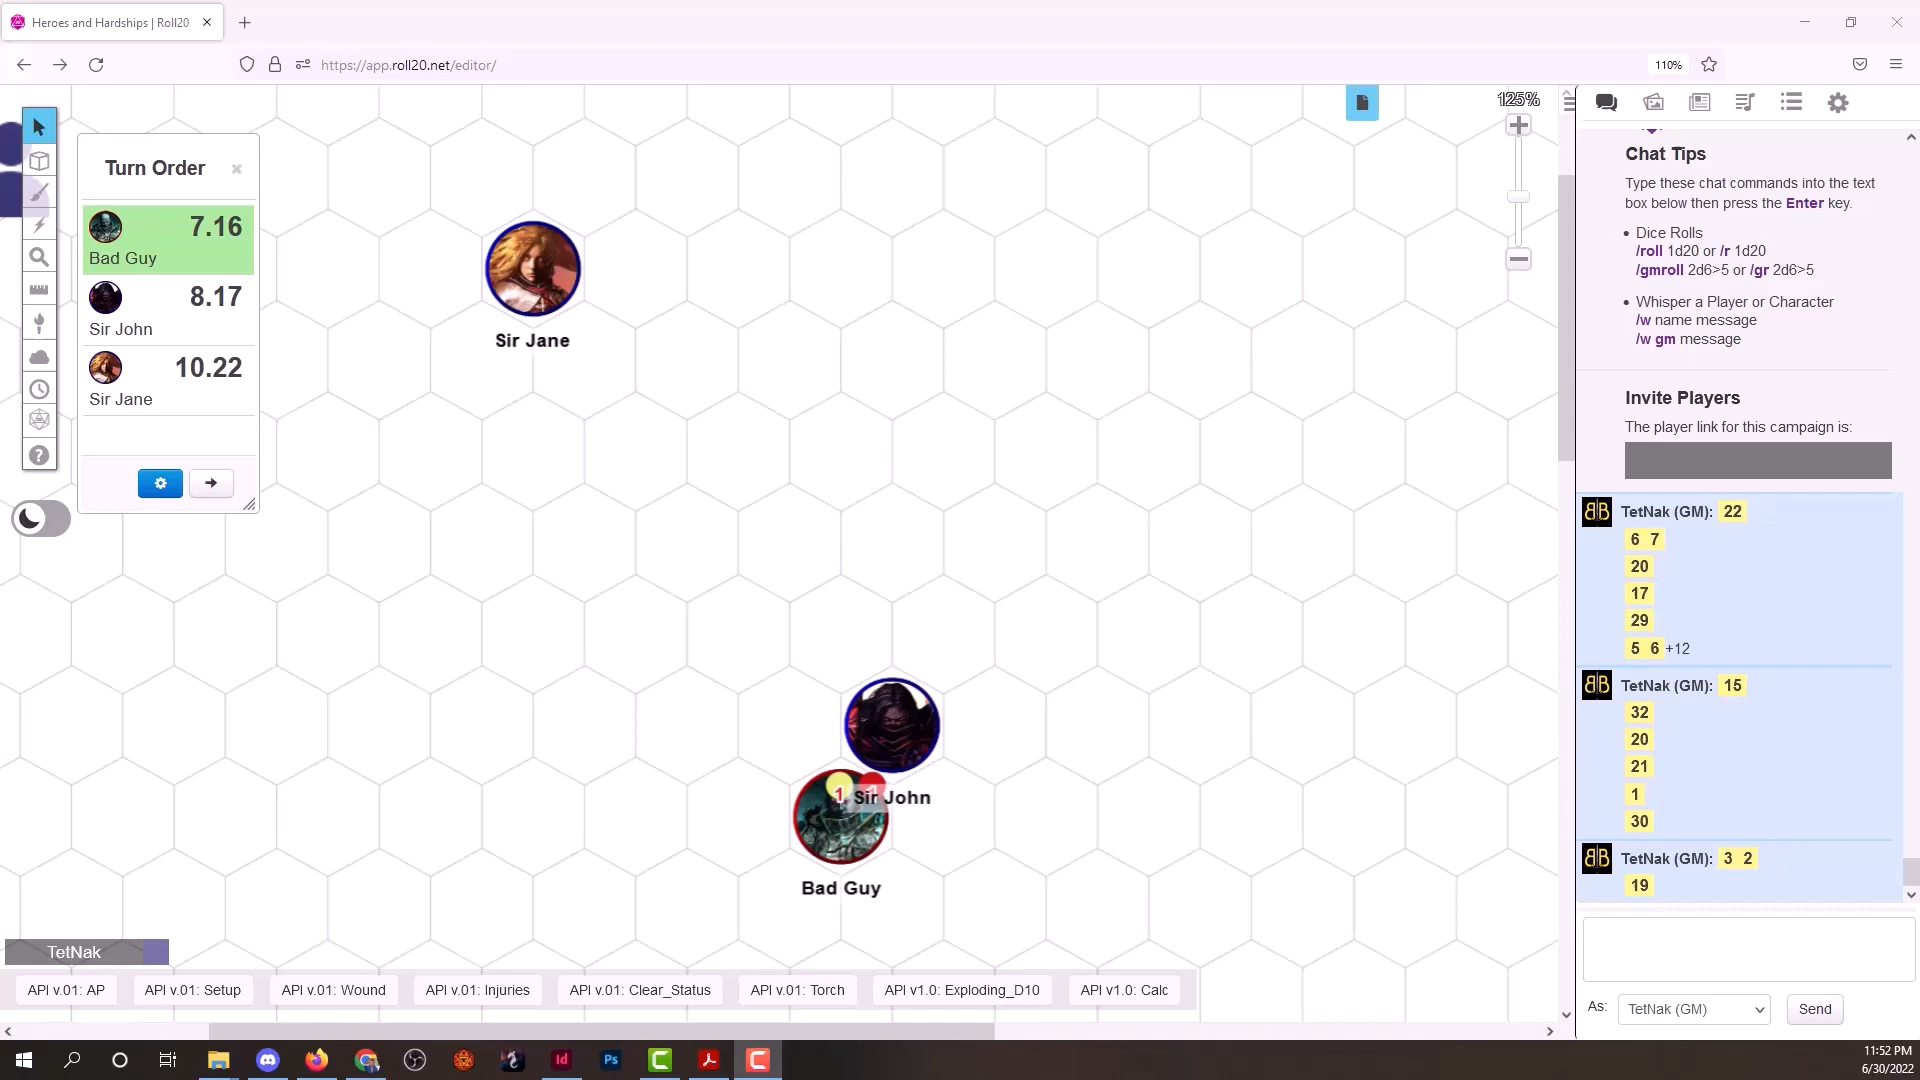 Heroes and Hardships | Roll20
https://app.roll20.net/editor/
110%
125%
Turn Order
7.16
Bad Guy
8.17
Sir John
10.22
Sir Jane
Sir Jane
1
Sir John
Bad Guy
TetNak
API v.01: AP
API v.01: Setup
API v.01: Wound
API v.01: Injuries
API v.01: Clear_Status
API v.01: Torch
API v1.0: Exploding_D10
API v1.0: Calc
Chat Tips
Type these chat commands into the text
box below then press the Enter key.
• Dice Rolls
/roll 1d20 or /r 1d20
/gmroll 2d6>5 or /gr 2d6>5
• Whisper a Player or Character
/w name message
/w gm message
Invite Players
The player link for this campaign is:
TetNak (GM): 22
6 7
20
17
29
5 6 +12
TetNak (GM): 15
32
20
21
1
30
TetNak (GM): 3 2
19
As: TetNak (GM)
Send
Id
Ps
11:52 PM
6/30/2022